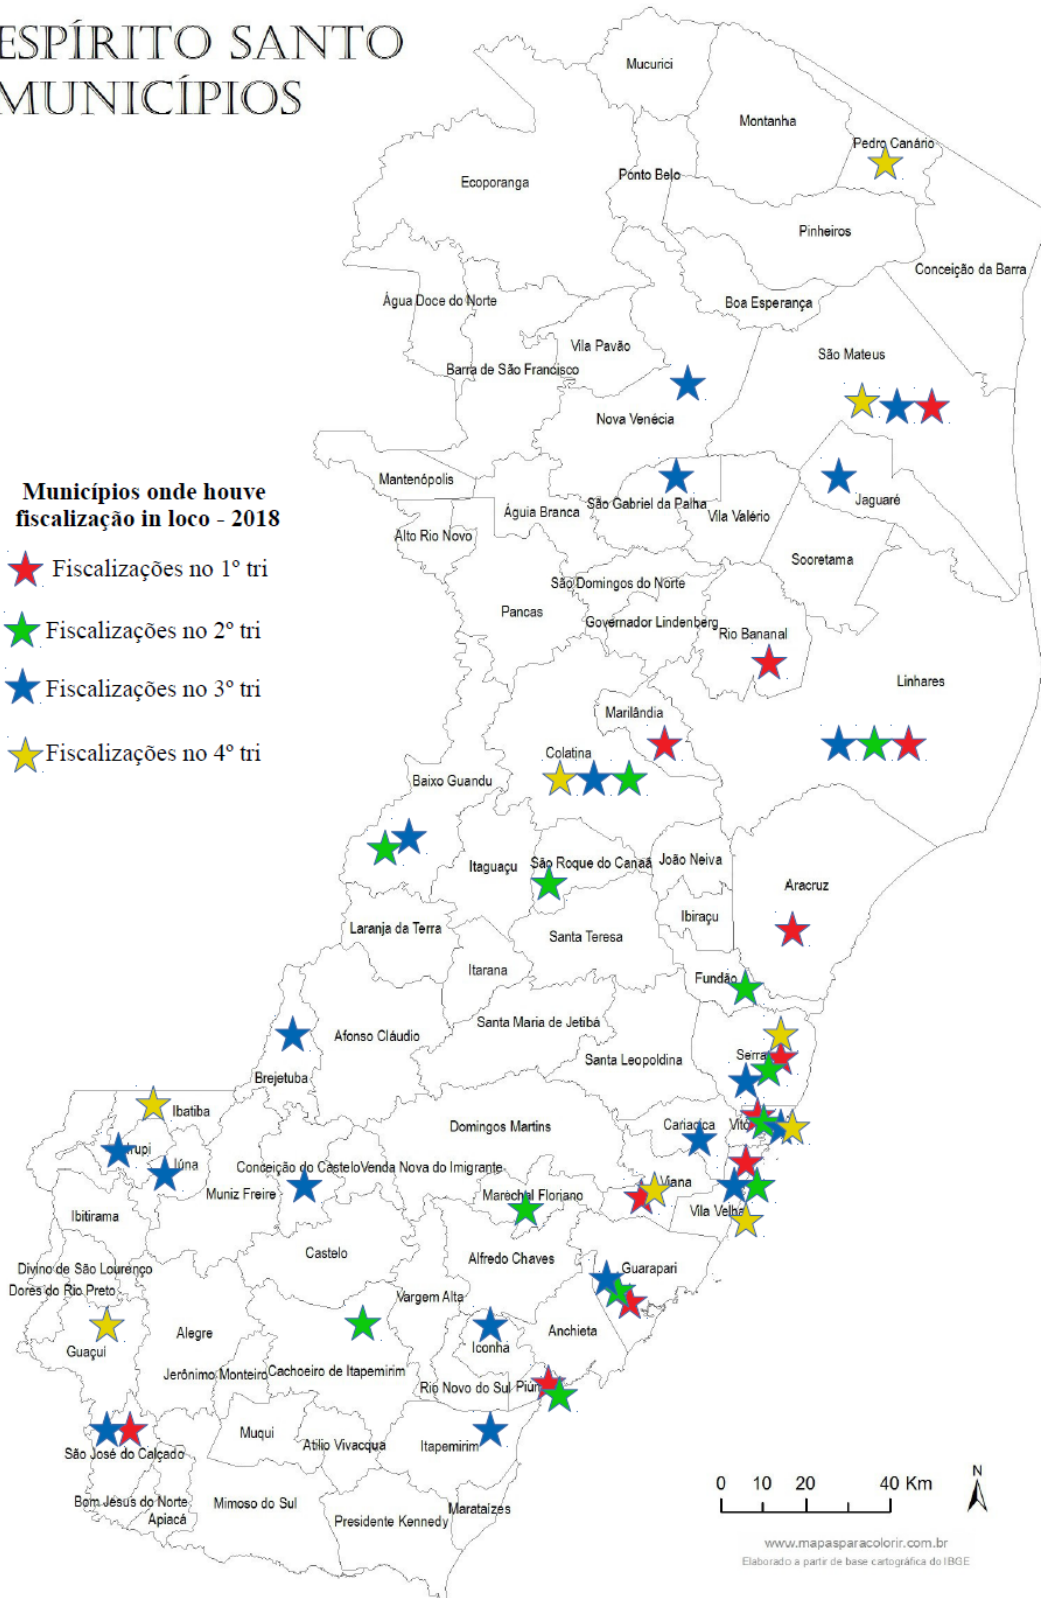 ESPÍRITO SANTO
MUNICÍPIOS
Mucurici
Montanha
Pedro Canário
Ecoporanga
Ponto Belo
Pinheiros
Conceição da Barra
Água Doce do Norte
Boa Esperança
Vila Pavão
São Mateus
Barra de São Francisco
Nova Venécia
Mantenópolis
Águia Branca
São Gabriel da Palha
Vila Valério
Jaguaré
Municípios onde houve
fiscalização in loco - 2018
Fiscalizações no 1º tri
Fiscalizações no 2º tri
Fiscalizações no 3º tri
Fiscalizações no 4º tri
Alto Rio Novo
Sooretama
São Domingos do Norte
Pancas
Governador Lindenberg
Rio Bananal
Linhares
Marilândia
Colatina
Baixo Guandu
Itaguaçu
São Roque do Canaã
João Neiva
Aracruz
Laranja da Terra
Ibiraçu
Santa Teresa
Itarana
Fundão
Afonso Cláudio
Santa Maria de Jetibá
Serra
Santa Leopoldina
Brejetuba
Ibatiba
Domingos Martins
Cariacica
Irupi
Iúna
Conceição do Castelo
Venda Nova do Imigrante
Muniz Freire
Marechal Floriano
Viana
Vila Velha
Ibitirama
Castelo
Alfredo Chaves
Guarapari
Divino de São Lourenço
Dores do Rio Preto
Vargem Alta
Anchieta
Guaçui
Alegre
Iconha
Jerônimo Monteiro
Cachoeiro de Itapemirim
Rio Novo do Sul
São José do Calçado
Muqui
Atilio Vivacqua
Itapemirim
Bom Jesus do Norte
Apiacá
Mimoso do Sul
Presidente Kennedy
Marataízes
0 10 20 40 Km
N
www.mapasparacolorir.com.br
Elaborado a partir de base cartográfica do IBGE